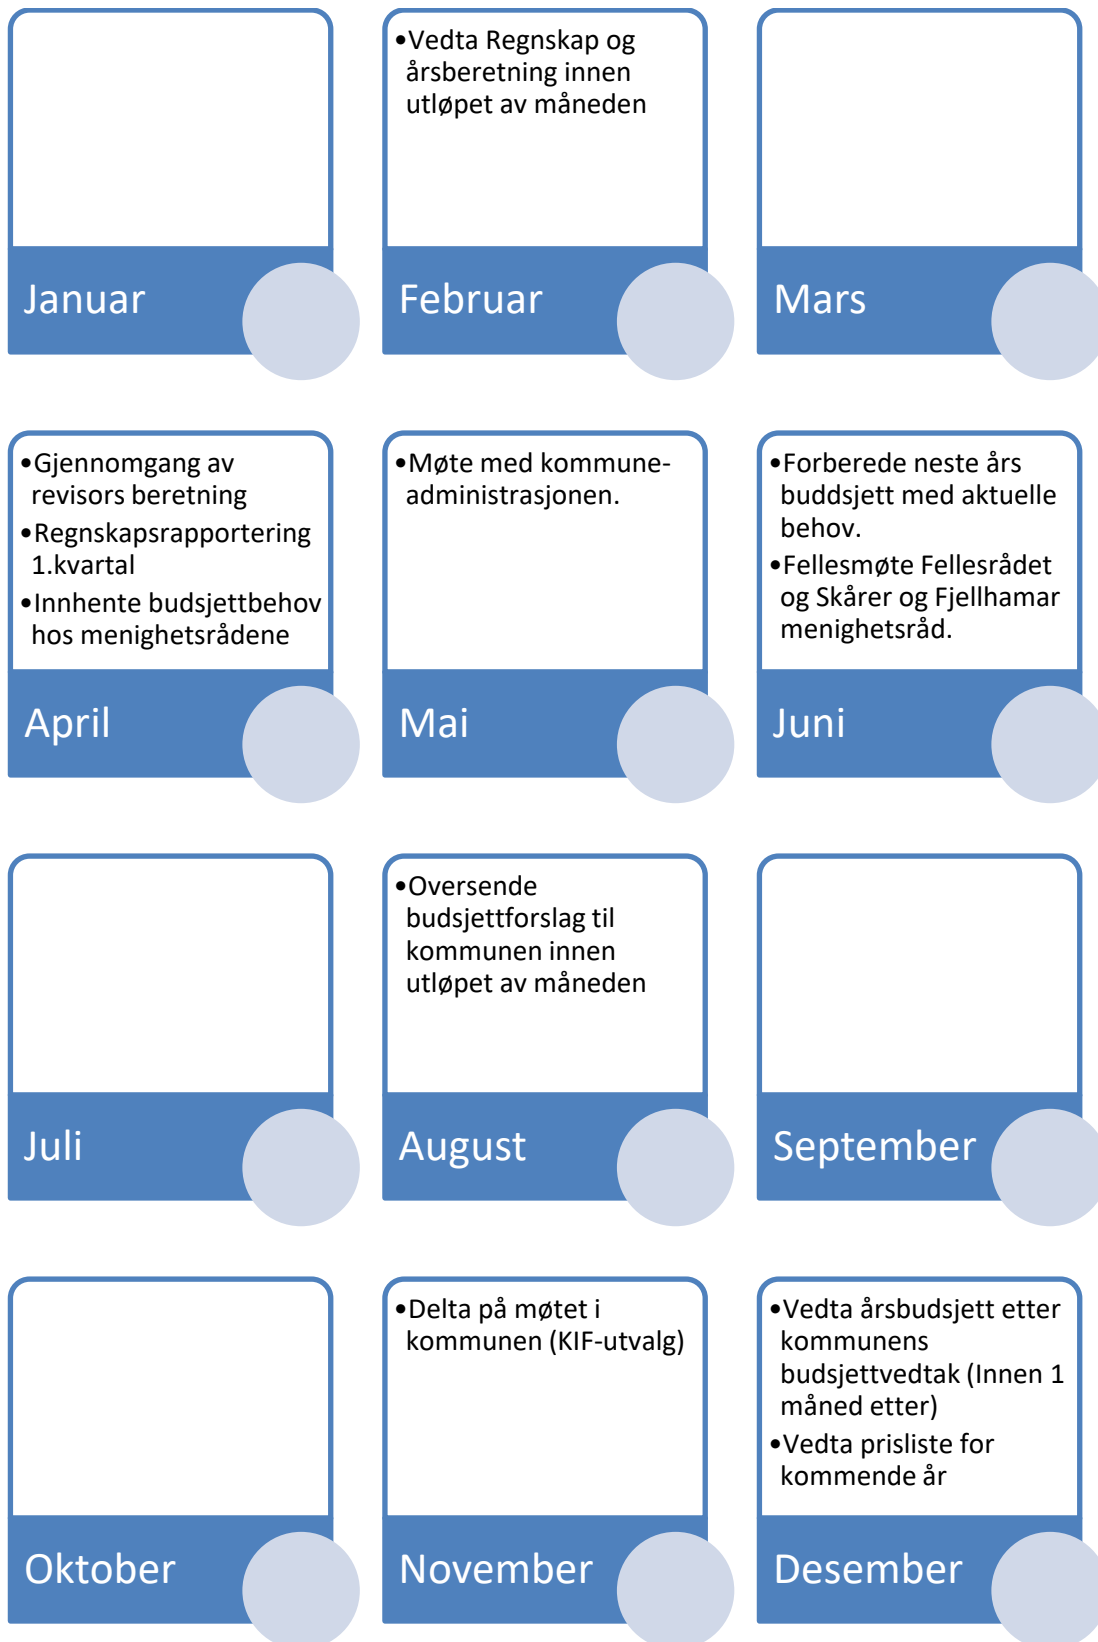 •Vedta Regnskap og
årsberetning innen
utløpet av måneden
Januar
Februar
Mars
•Gjennomgang av
revisors beretning
•Regnskapsrapportering
1.kvartal
•Innhente budsjettbehov
hos menighetsrådene
•Møte med kommune-
administrasjonen.
•Forberede neste års
buddsjett med aktuelle
behov.
•Fellesmøte Fellesrådet
og Skårer og Fjellhamar
menighetsråd.
April
Mai
Juni
•Oversende
budsjettforslag til
kommunen innen
utløpet av måneden
Juli
August
September
•Delta på møtet i
kommunen (KIF-utvalg)
•Vedta årsbudsjett etter
kommunens
budsjettvedtak (Innen 1
måned etter)
•Vedta prisliste for
kommende år
Oktober
November
Desember